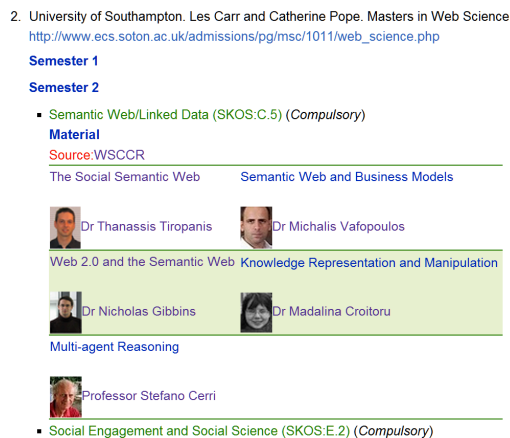 2. University of Southampton. Les Carr and Catherine Pope. Masters in Web Science
http://www.ecs.soton.ac.uk/admissions/pg/msc/1011/web_science.php
Semester 1
Semester 2
Semantic Web/Linked Data (SKOS:C.5) (Compulsory)
Material
Source:WSCCR
The Social Semantic Web Semantic Web and Business Models
Dr Thanassis Tiropanis Dr Michalis Vafopoulos
Web 2.0 and the Semantic Web Knowledge Representation and Manipulation
Dr Nicholas Gibbins Dr Madalina Croitoru
Multi-agent Reasoning
Professor Stefano Cerri
Social Engagement and Social Science (SKOS:E.2) (Compulsory)